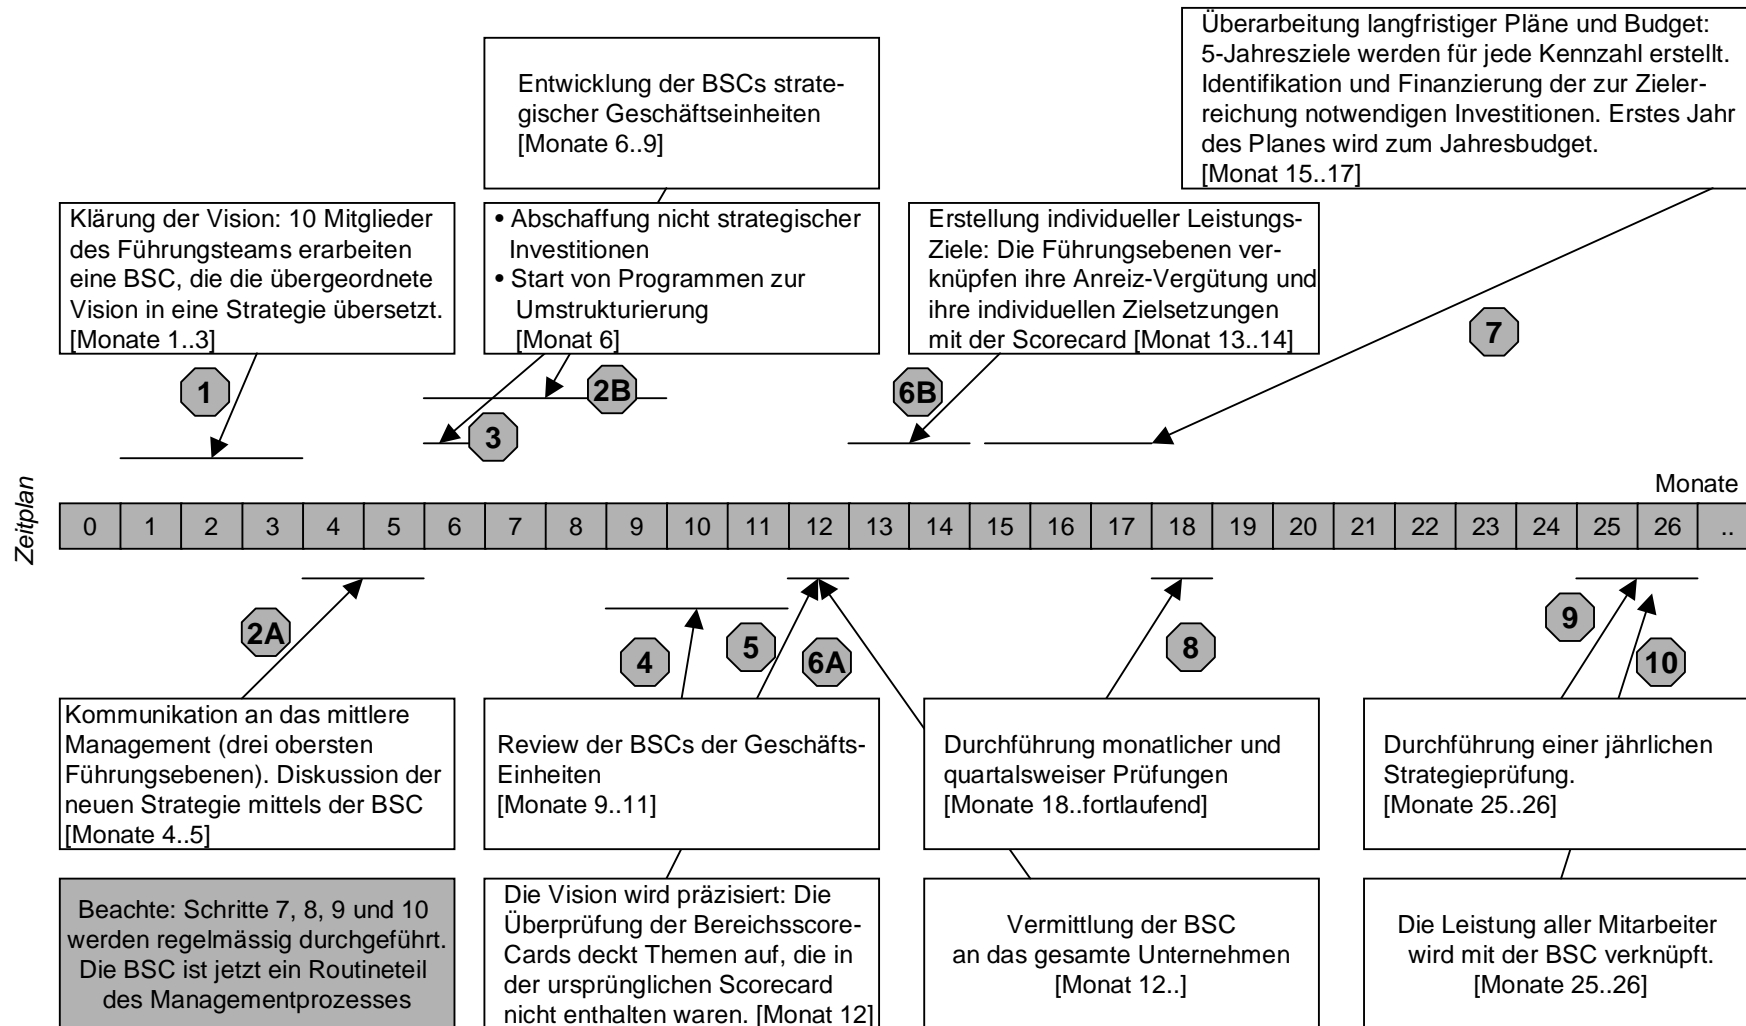 Überarbeitung langfristiger Pläne und Budget:
5-Jahresziele werden für jede Kennzahl erstellt.
Identifikation und Finanzierung der zur Zieler-
reichung notwendigen Investitionen. Erstes Jahr
des Planes wird zum Jahresbudget.
[Monat 15..17]
Entwicklung der BSCs strate-
gischer Geschäftseinheiten
[Monate 6..9]
Klärung der Vision: 10 Mitglieder
des Führungsteams erarbeiten
eine BSC, die die übergeordnete
Vision in eine Strategie übersetzt.
[Monate 1..3]
• Abschaffung nicht strategischer
Investitionen
• Start von Programmen zur
Umstrukturierung
[Monat 6]
Erstellung individueller Leistungs-
Ziele: Die Führungsebenen ver-
knüpfen ihre Anreiz-Vergütung und
ihre individuellen Zielsetzungen
mit der Scorecard [Monat 13..14]
7
1
2B
6B
3
Zeitplan
Monate
0 1 2 3 4 5 6 7 8 9 10 11 12 13 14 15 16 17 18 19 20 21 22 23 24 25 26 ..
2A
4
5
6A
8
9
10
Kommunikation an das mittlere
Management (drei obersten
Führungsebenen). Diskussion der
neuen Strategie mittels der BSC
[Monate 4..5]
Review der BSCs der Geschäfts-
Einheiten
[Monate 9..11]
Durchführung monatlicher und
quartalsweiser Prüfungen
[Monate 18..fortlaufend]
Durchführung einer jährlichen
Strategieprüfung.
[Monate 25..26]
Beachte: Schritte 7, 8, 9 und 10
werden regelmässig durchgeführt.
Die BSC ist jetzt ein Routineteil
des Managementprozesses
Die Vision wird präzisiert: Die
Überprüfung der Bereichsscore-
Cards deckt Themen auf, die in
der ursprünglichen Scorecard
nicht enthalten waren. [Monat 12]
Vermittlung der BSC
an das gesamte Unternehmen
[Monat 12..]
Die Leistung aller Mitarbeiter
wird mit der BSC verknüpft.
[Monate 25..26]